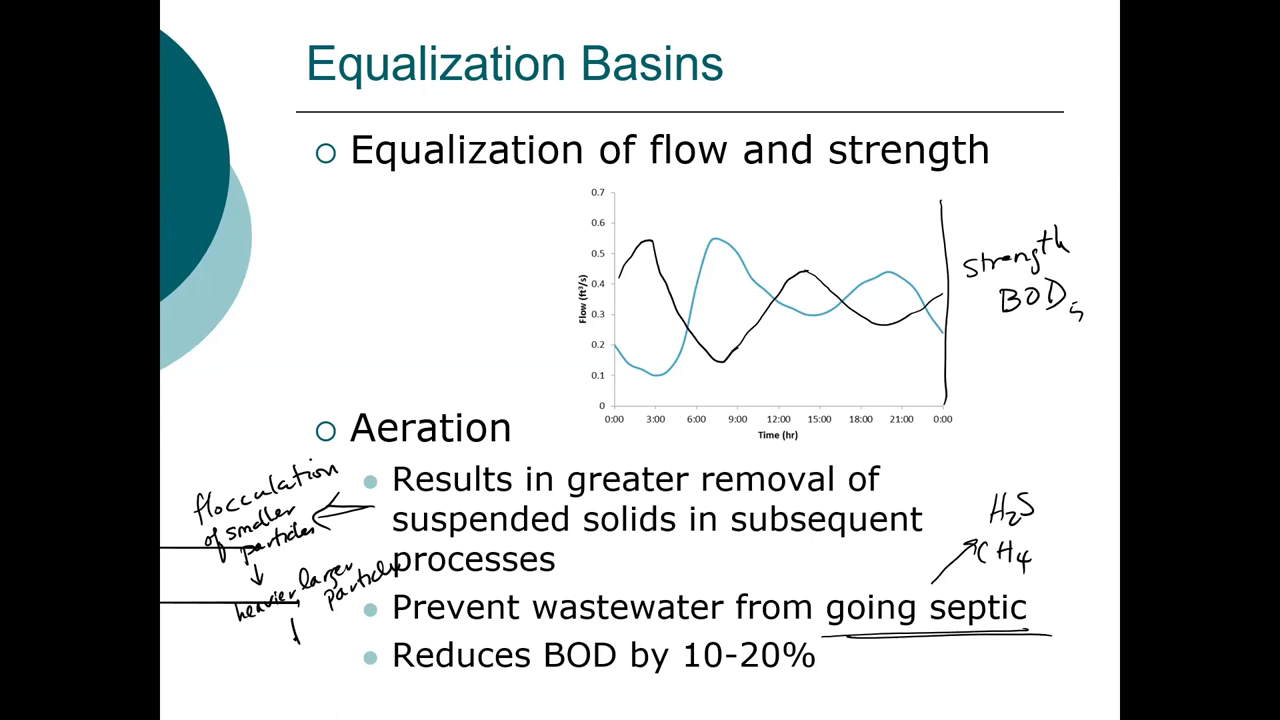 Equalization Basins
Equalization of flow and strength
0.7
0.6
0.5
0.4
0.3
0.2
0.1
0
Flow (ft³/s)
0:00 3:00 6:00 9:00 12:00 15:00 18:00 21:00 0:00
Time (hr)
strength
BOD₅
Aeration
Results in greater removal of
suspended solids in subsequent
processes
flocculation
of smaller
particles
heavier, larger
particles
H₂S
CH₄
Prevent wastewater from going septic
Reduces BOD by 10-20%